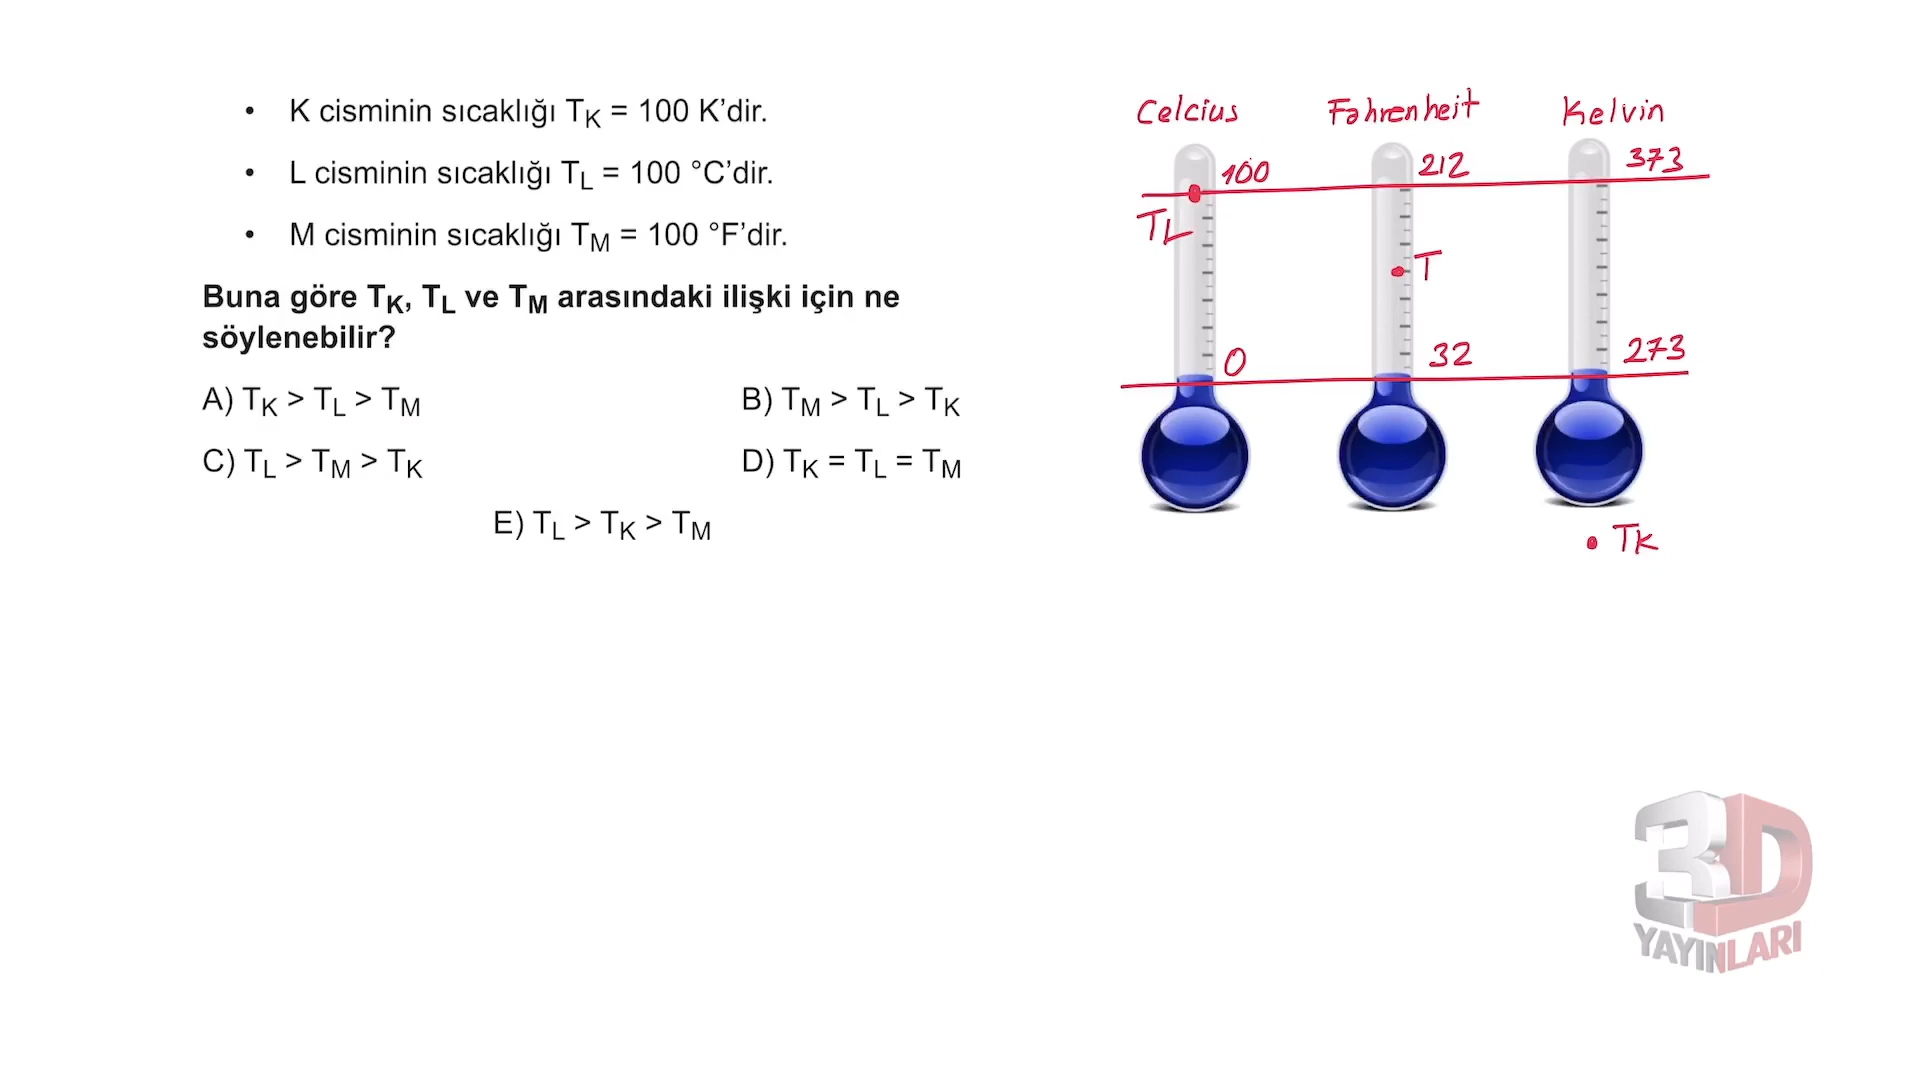 • K cisminin sıcaklığı TK = 100 K’dir.
• L cisminin sıcaklığı TL = 100 °C’dir.
• M cisminin sıcaklığı TM = 100 °F’dir.
Buna göre TK, TL ve TM arasındaki ilişki için ne
söylenebilir?
A) TK > TL > TM
B) TM > TL > TK
C) TL > TM > TK
D) TK = TL = TM
E) TL > TK > TM
Celcius Fahrenheit Kelvin
100 212 373
TL
T
0 32 273
TK
3D
YAYINLARI